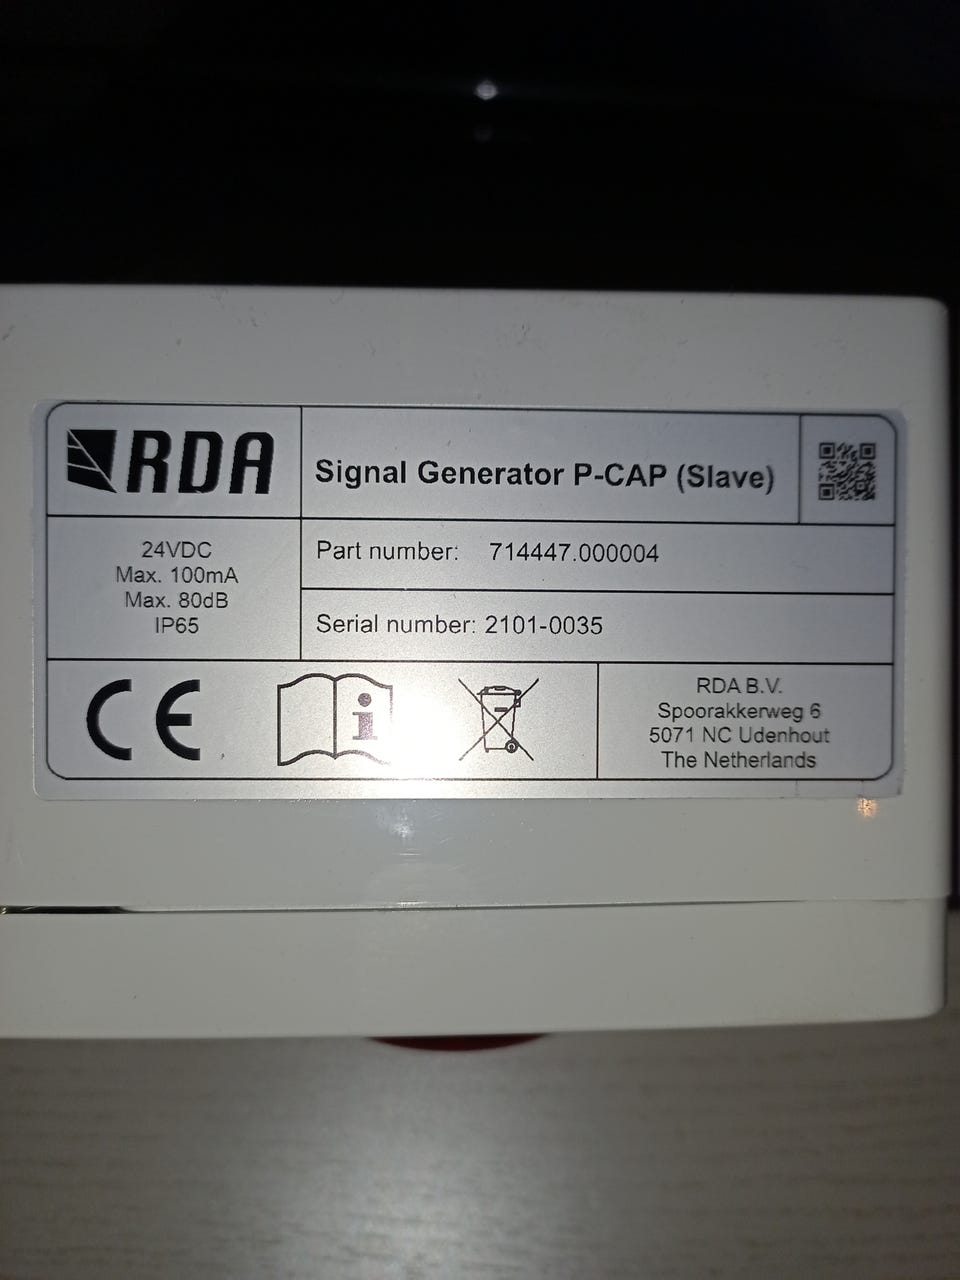 RDA
Signal Generator P-CAP (Slave)
24VDC
Max. 100mA
Max. 80dB
IP65
Part number: 714447.000004
Serial number: 2101-0035
CE
i
RDA B.V.
Spoorakkerweg 6
5071 NC Udenhout
The Netherlands